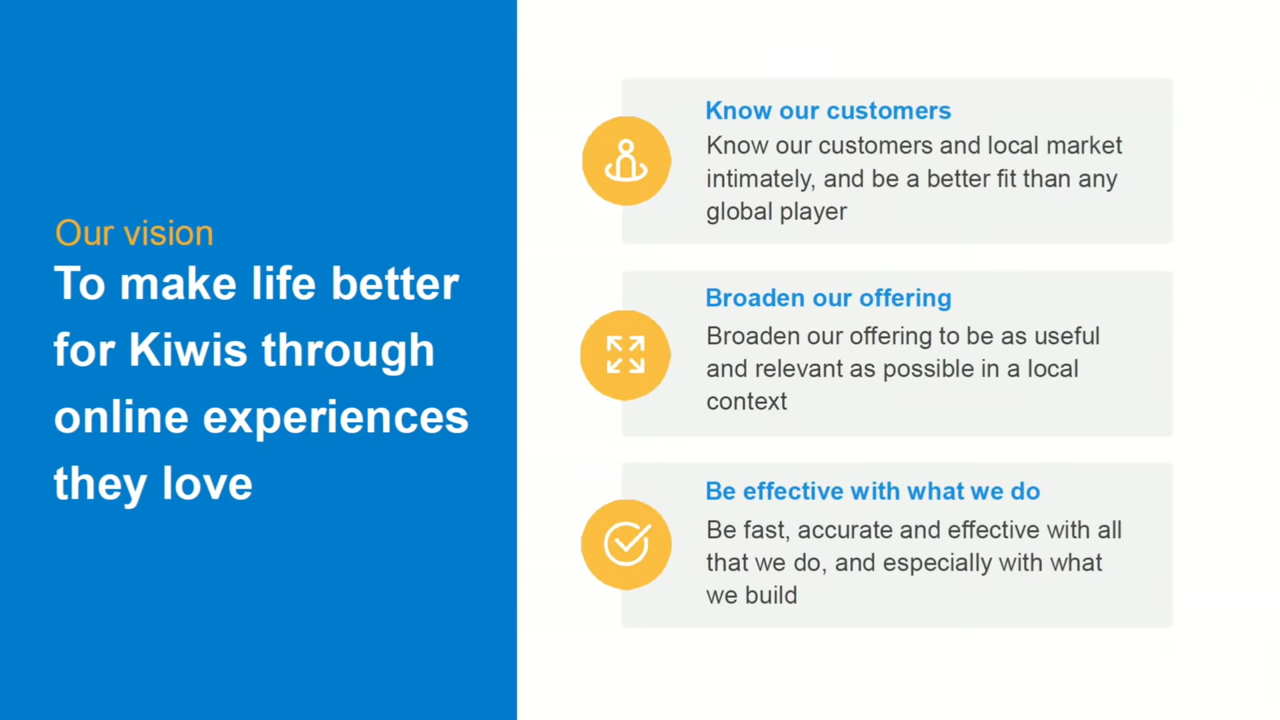 Our vision
To make life better
for Kiwis through
online experiences
they love
Know our customers
Know our customers and local market
intimately, and be a better fit than any
global player
Broaden our offering
Broaden our offering to be as useful
and relevant as possible in a local
context
Be effective with what we do
Be fast, accurate and effective with all
that we do, and especially with what
we build